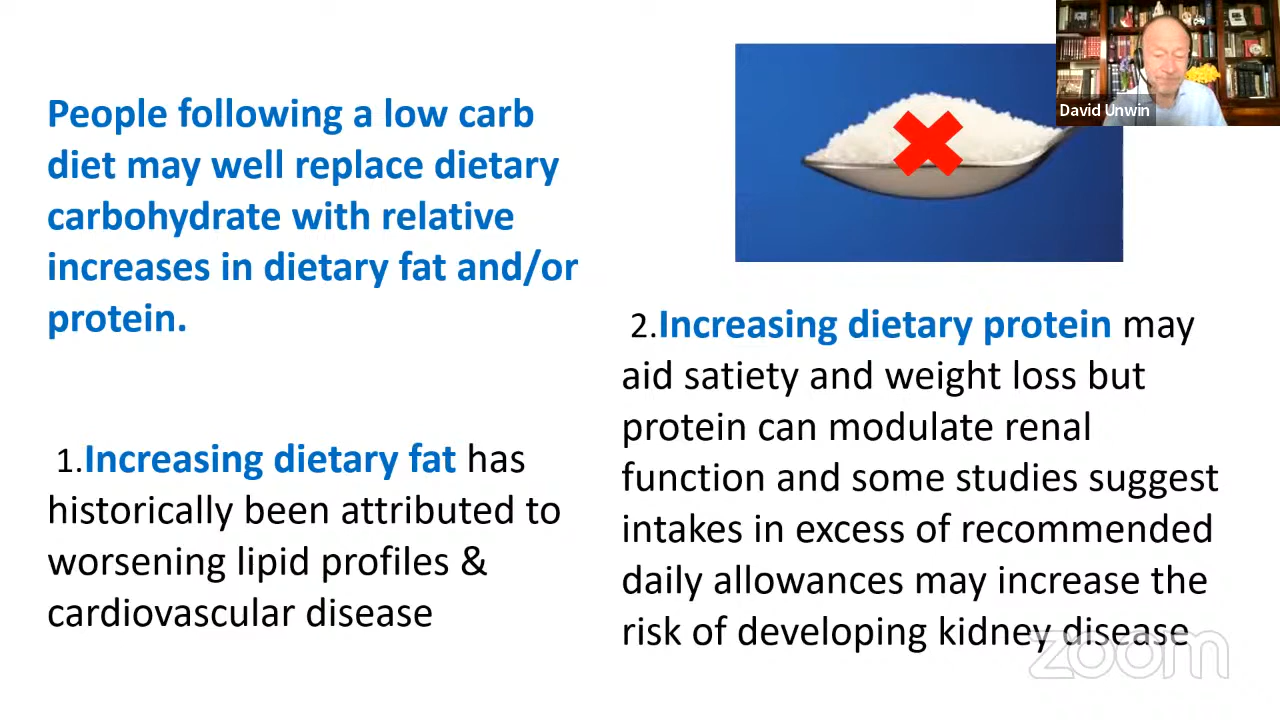 People following a low carb
diet may well replace dietary
carbohydrate with relative
increases in dietary fat and/or
protein.
1.Increasing dietary fat has
historically been attributed to
worsening lipid profiles &
cardiovascular disease
David Unwin
2.Increasing dietary protein may
aid satiety and weight loss but
protein can modulate renal
function and some studies suggest
intakes in excess of recommended
daily allowances may increase the
risk of developing kidney disease
zoom